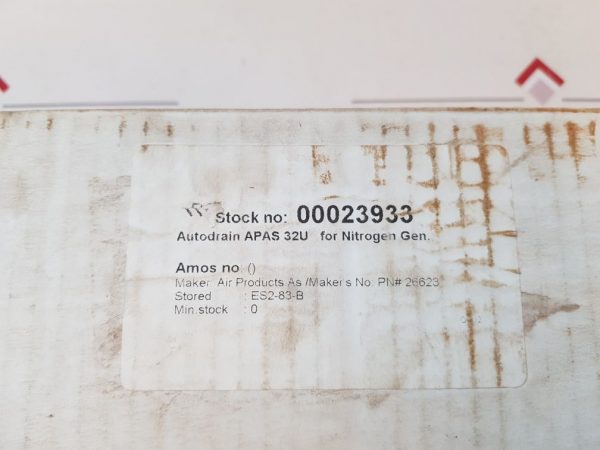 Stock no: 00023933
Autodrain APAS 32U for Nitrogen Gen.
Amos no: ()
Maker: Air Products As /Maker's No: PN# 26623
Stored : ES2-83-B
Min.stock : 0